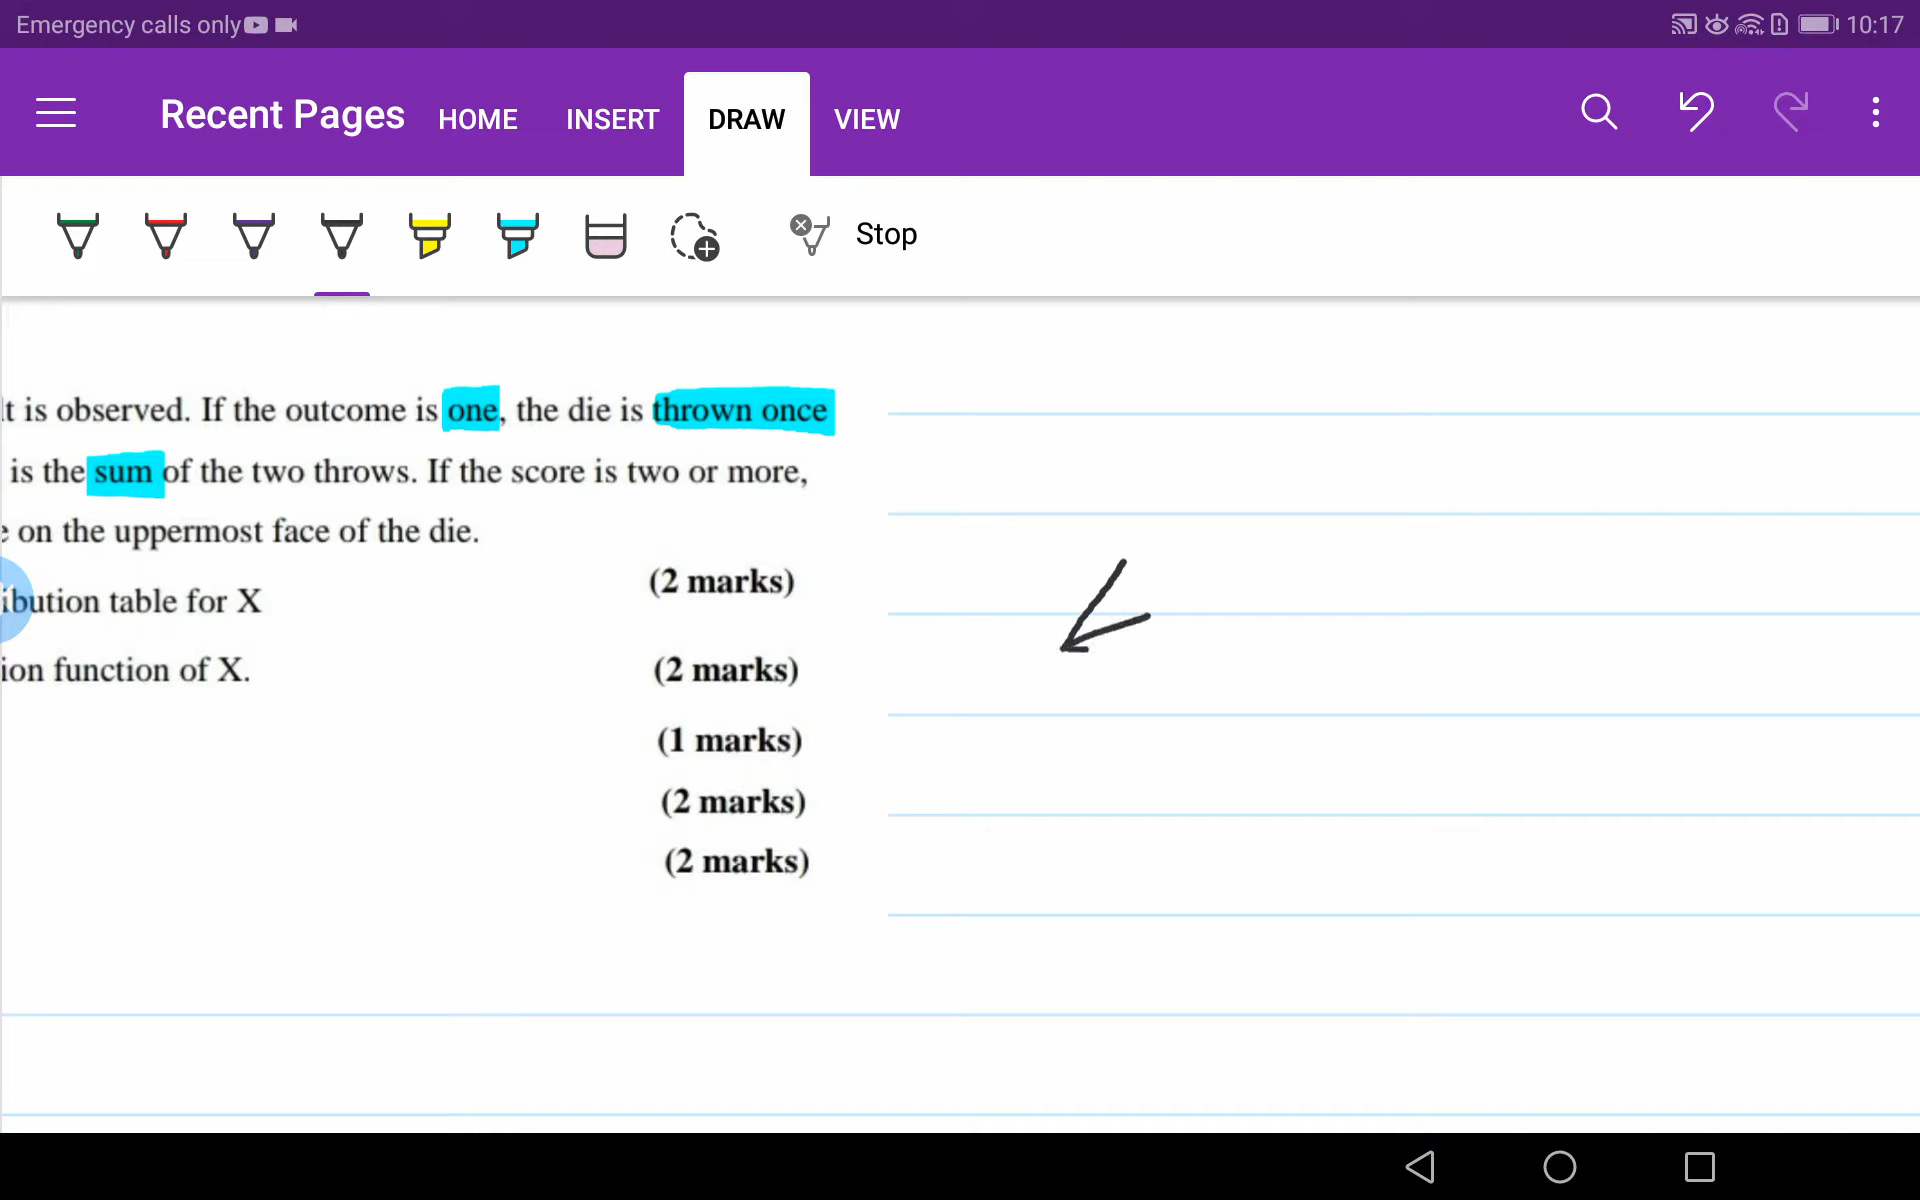 Emergency calls only 10:17
Recent Pages HOME INSERT DRAW VIEW
Stop
lt is observed. If the outcome is one, the die is thrown once
is the sum of the two throws. If the score is two or more,
e on the uppermost face of the die.
(2 marks)
ibution table for X
ion function of X. (2 marks)
(1 marks)
(2 marks)
(2 marks)